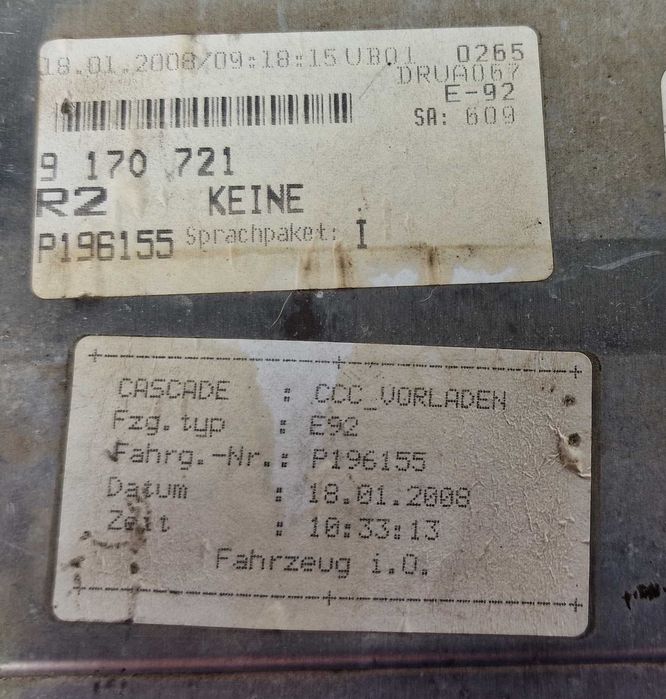 18.01.2008/09:18:15 VB01 0265
DRVA067
E-92
SA: 609
9 170 721
R2 KEINE
P196155 Sprachpaket: I
CASCADE : CCC_VORLADEN
Fzg.typ : E92
Fahrg.-Nr.: P196155
Datum : 18.01.2008
Zeit : 10:33:13
Fahrzeug i.O.